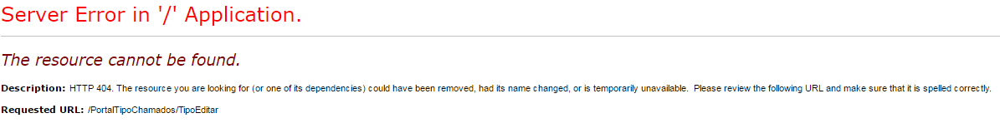 Server Error in '/' Application.
The resource cannot be found.
Description: HTTP 404. The resource you are looking for (or one of its dependencies) could have been removed, had its name changed, or is temporarily unavailable.  Please review the following URL and make sure that it is spelled correctly.
Requested URL: /PortalTipoChamados/TipoEditar